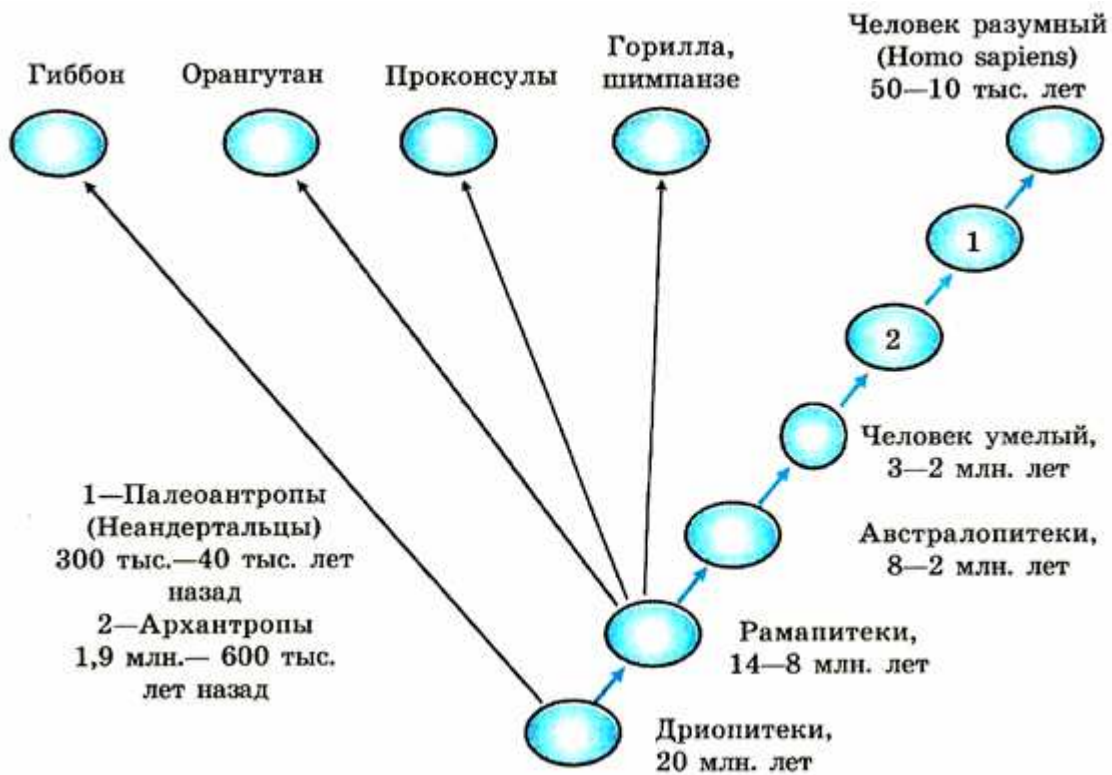 Гиббон
Орангутан
Проконсулы
Горилла,
шимпанзе
Человек разумный
(Homo sapiens)
50—10 тыс. лет
1
2
Человек умелый,
3—2 млн. лет
Австралопитеки,
8—2 млн. лет
Рамапитеки,
14—8 млн. лет
Дриопитеки,
20 млн. лет
1—Палеоантропы
(Неандертальцы)
300 тыс.—40 тыс. лет
назад
2—Архантропы
1,9 млн.— 600 тыс.
лет назад